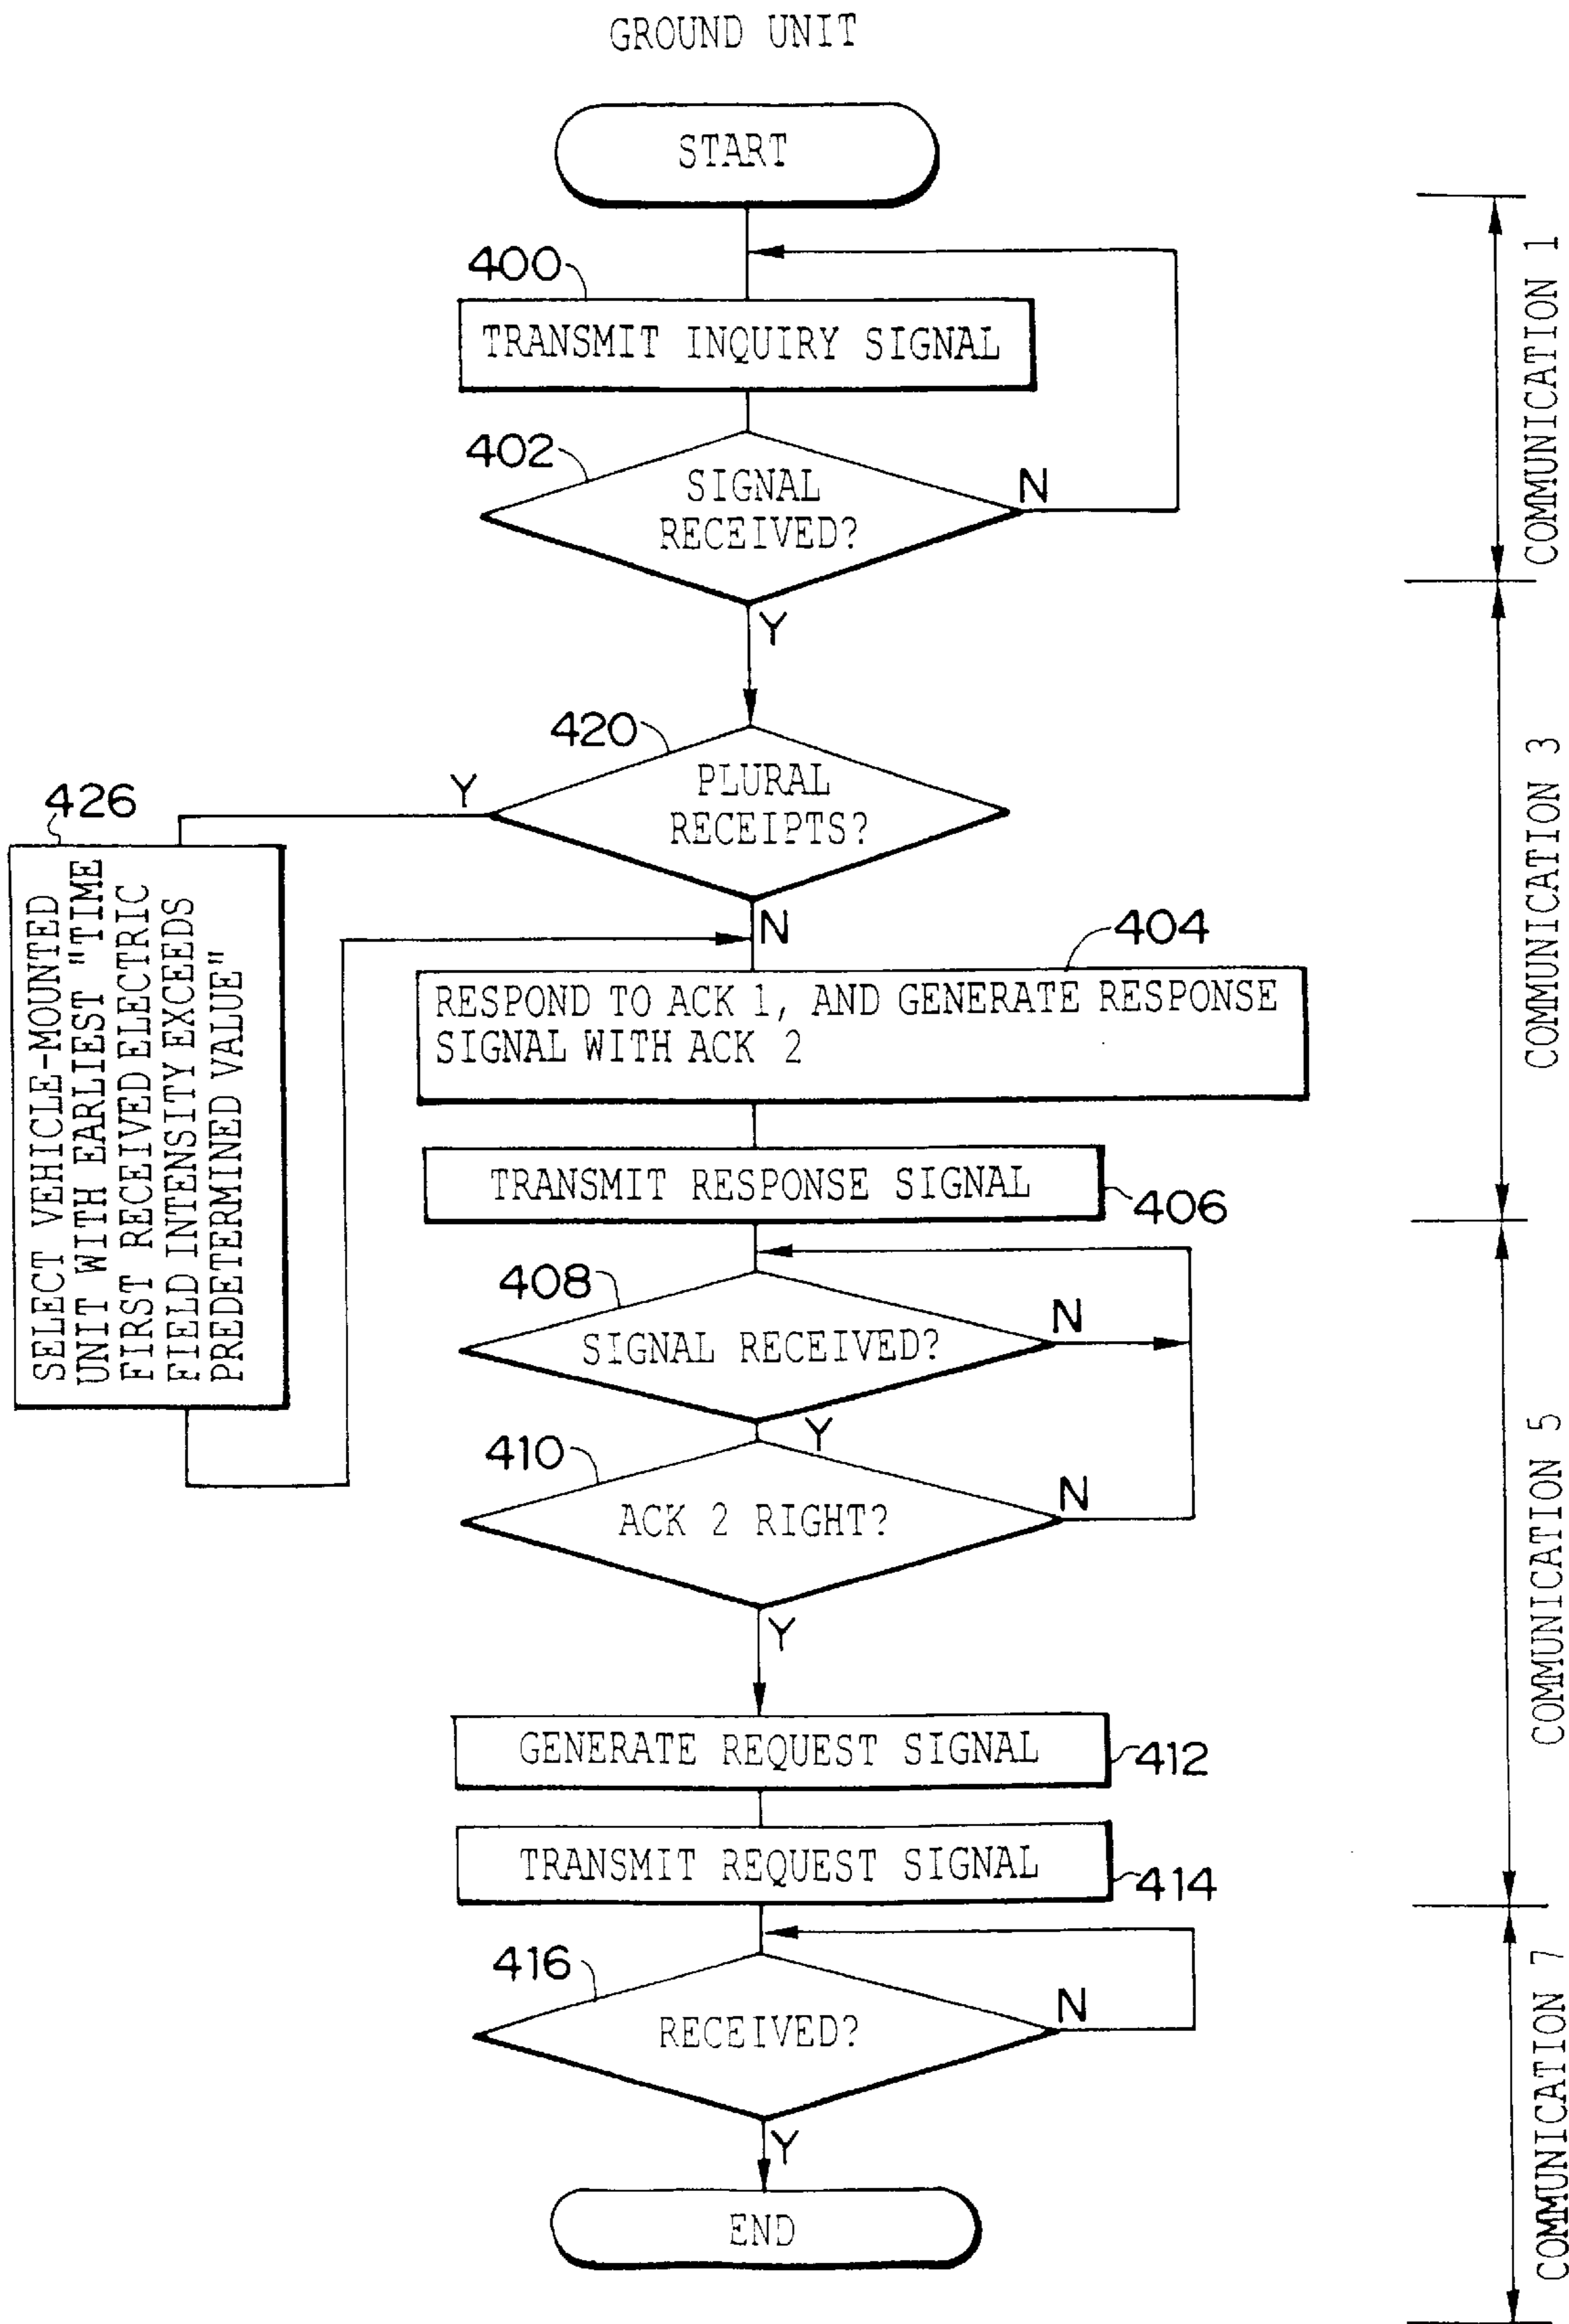 GROUND UNIT
START
400
TRANSMIT INQUIRY SIGNAL
402
SIGNAL
RECEIVED?
N
Y
COMMUNICATION 1
420
PLURAL
RECEIPTS?
Y
N
426
SELECT VEHICLE-MOUNTED
UNIT WITH EARLIEST "TIME
FIRST RECEIVED ELECTRIC
FIELD INTENSITY EXCEEDS
PREDETERMINED VALUE"
404
RESPOND TO ACK 1, AND GENERATE RESPONSE
SIGNAL WITH ACK 2
TRANSMIT RESPONSE SIGNAL
406
COMMUNICATION 3
408
SIGNAL RECEIVED?
N
Y
410
ACK 2 RIGHT?
N
Y
GENERATE REQUEST SIGNAL
412
TRANSMIT REQUEST SIGNAL
414
COMMUNICATION 5
416
RECEIVED?
N
Y
END
COMMUNICATION 7